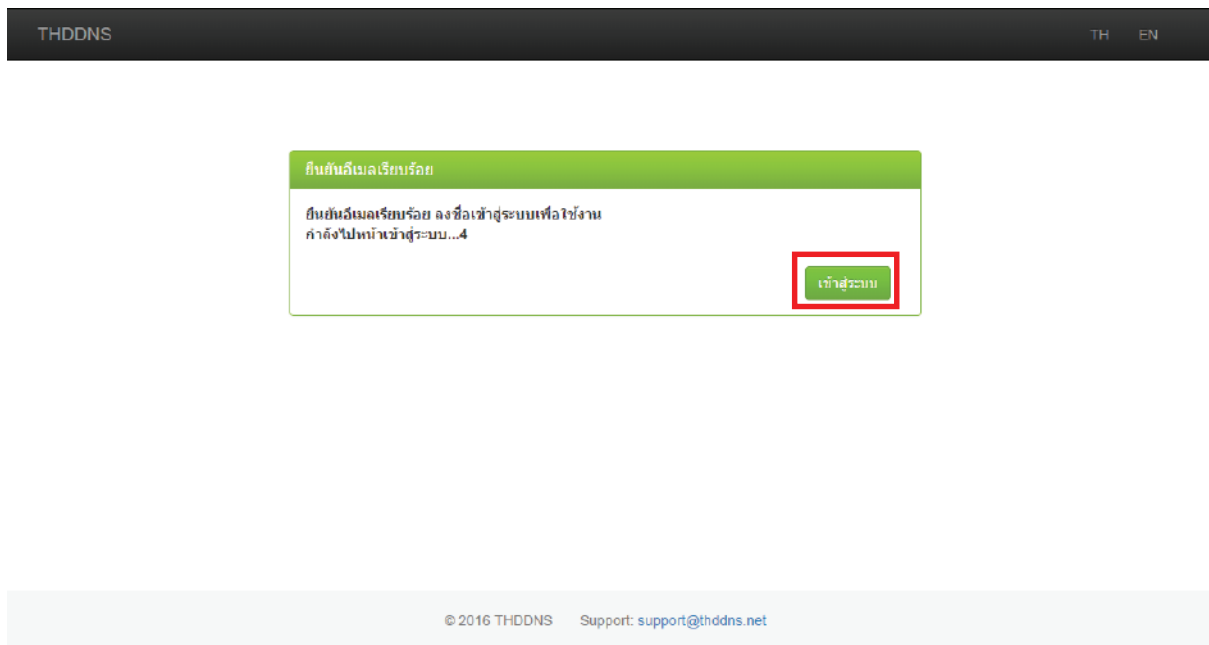 THDDNS TH EN
ยืนยันอีเมลเรียบร้อย
ยืนยันอีเมลเรียบร้อย ลงชื่อเข้าสู่ระบบเพื่อใช้งาน
กำลังไปหน้าเข้าสู่ระบบ...4
เข้าสู่ระบบ
© 2016 THDDNS Support: support@thddns.net